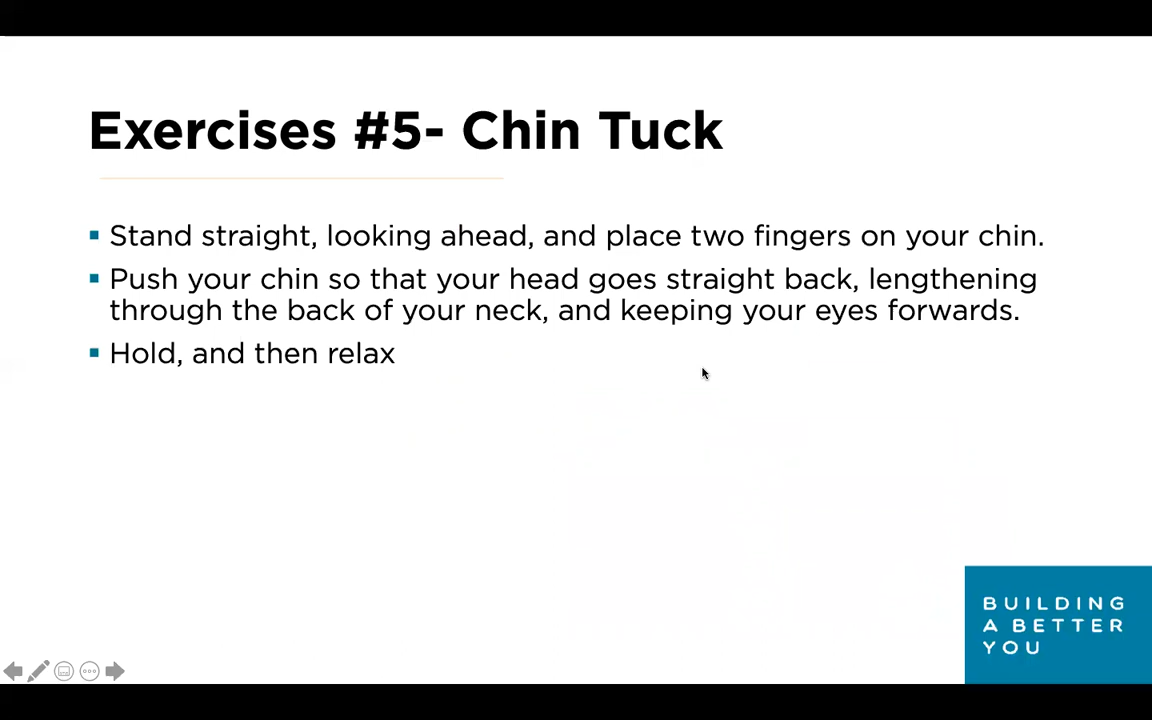 Exercises #5- Chin Tuck
Stand straight, looking ahead, and place two fingers on your chin.
Push your chin so that your head goes straight back, lengthening
through the back of your neck, and keeping your eyes forwards.
Hold, and then relax
BUILDING
A BETTER
YOU